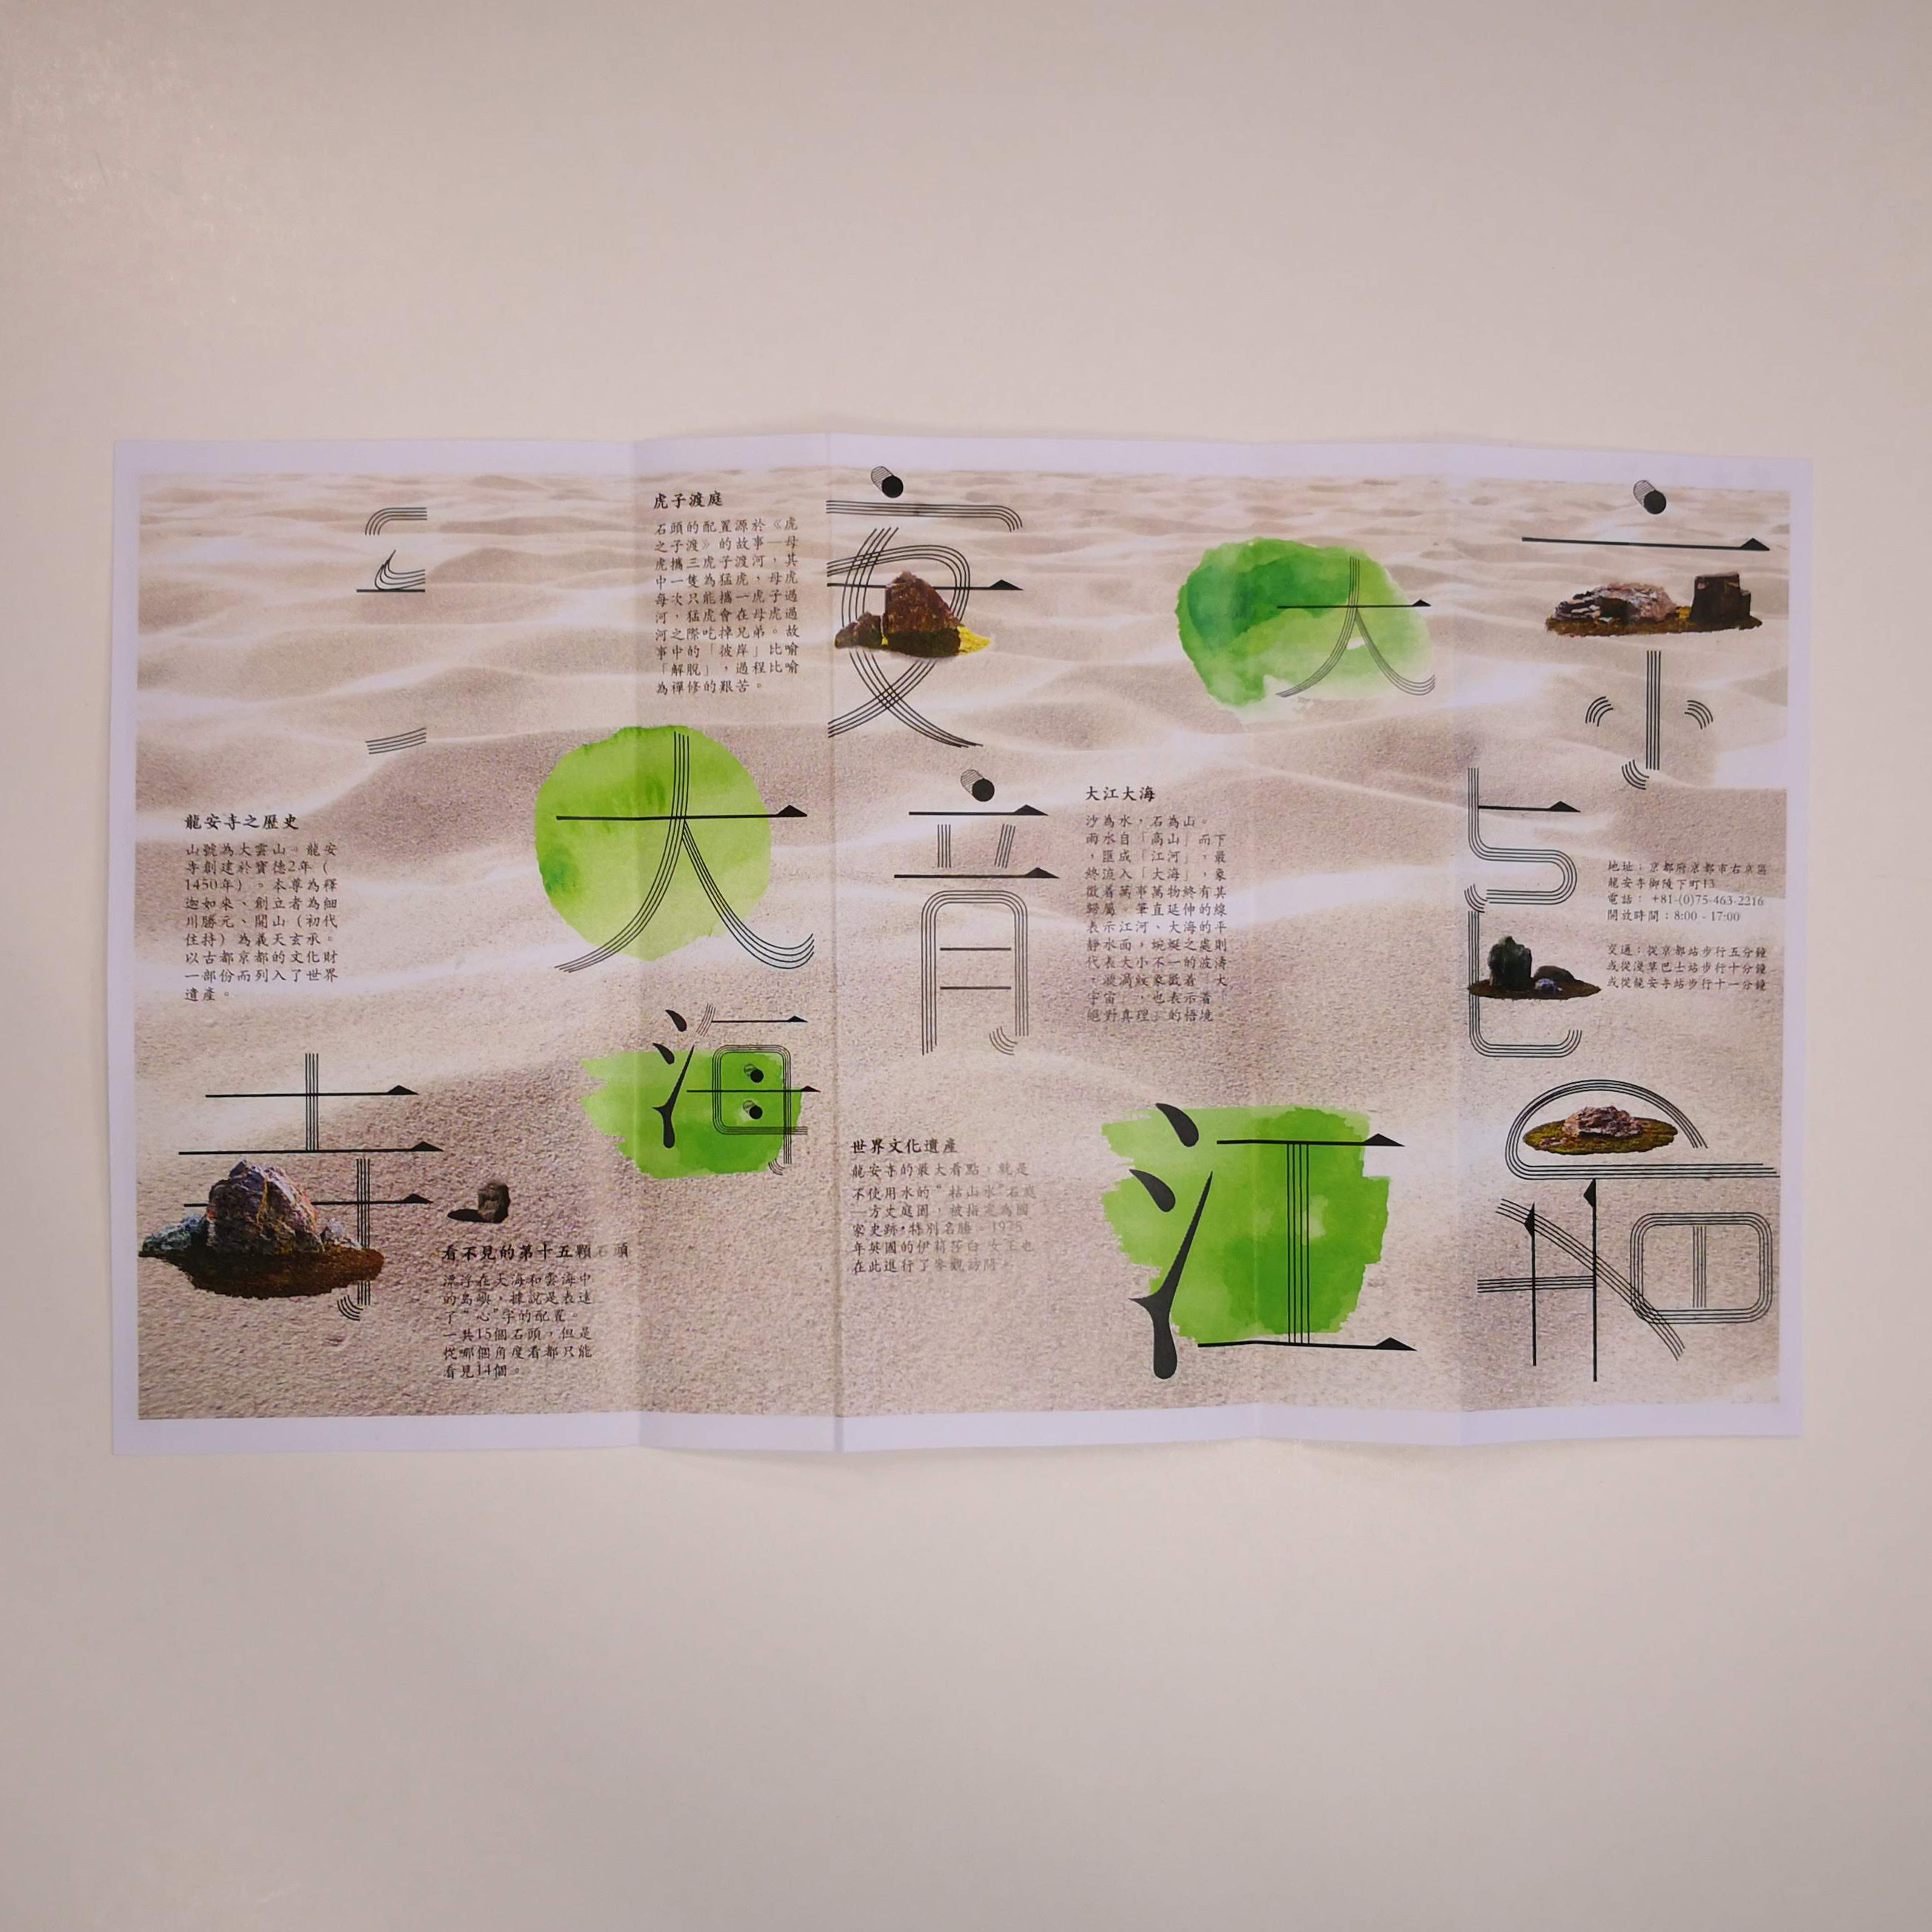 虎子渡庭
石頭的配置源於《虎
之子渡》的故事—母
虎攜三虎子渡河，其
中一隻為猛虎，母虎
每次只能攜一虎子過
河，猛虎會在母虎過
河之際吃掉兄弟。故
事中的「彼岸」比喻
「解脫」，過程比喻
為禪修的艱苦。
安
大
大
龍安寺之歷史
山號為大雲山。龍安
寺創建於寶德2年（
1450年）。本尊為釋
迦如來、創立者為細
川勝元、開山（初代
住持）為義天玄承。
以古都京都的文化財
一部份而列入了世界
遺產。
大江大海
沙為水，石為山。
雨水自「高山」而下
，匯成「江河」，最
終流入「大海」，象
徵着萬事萬物終有其
歸屬。筆直延伸的線
表示江河、大海的平
靜水面，蜿蜒之處則
代表大小不一的波濤
，漩渦紋象徵着「大
宇宙」，也表示着「
絕對真理」的悟境。
地址：京都府京都市右京區
龍安寺御陵下町13
電話： +81-(0)75-463-2216
開放時間：8:00 - 17:00
交通：從京都站步行五分鐘
或從淺草巴士站步行十分鐘
或從龍安寺站步行十一分鐘
海
寺
江
看不見的第十五顆石頭
漂浮在天海和雲海中
的島嶼，據說是表達
了“心”字的配置。
一共15個石頭，但是
從哪個角度看都只能
看見14個。
世界文化遺產
龍安寺的最大看點，就是
不使用水的“枯山水”石庭
—方丈庭園，被指定為國
家史跡•特別名勝。1975
年英國的伊莉莎白 女王也
在此進行了參觀訪問。